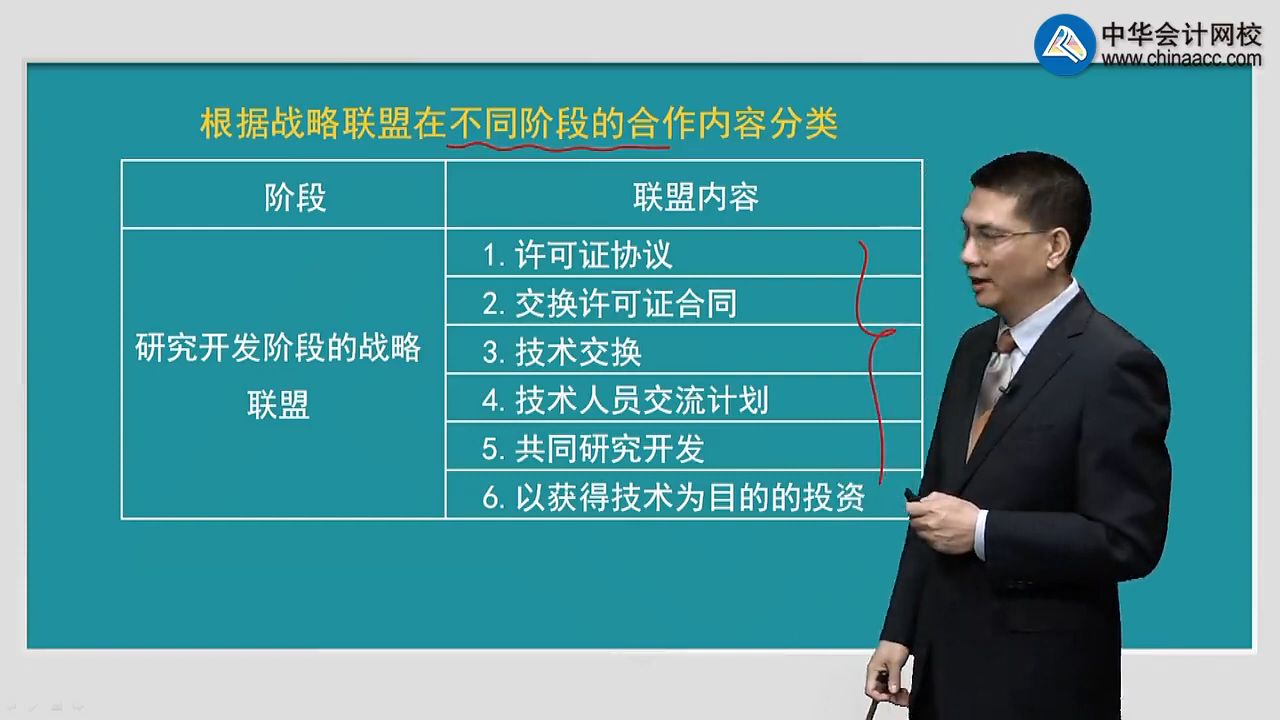 中华会计网校
www.chinaacc.com
根据战略联盟在不同阶段的合作内容分类
阶段
联盟内容
研究开发阶段的战略
联盟
1.许可证协议
2.交换许可证合同
3.技术交换
4.技术人员交流计划
5.共同研究开发
6.以获得技术为目的的投资